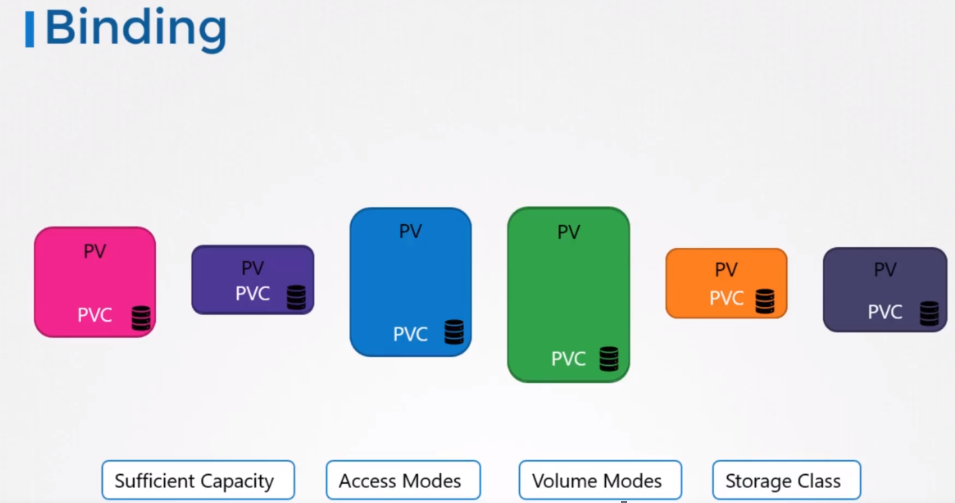 Binding
PV
PVC
PV
PVC
PV
PVC
PV
PVC
PV
PVC
PV
PVC
Sufficient Capacity
Access Modes
Volume Modes
Storage Class